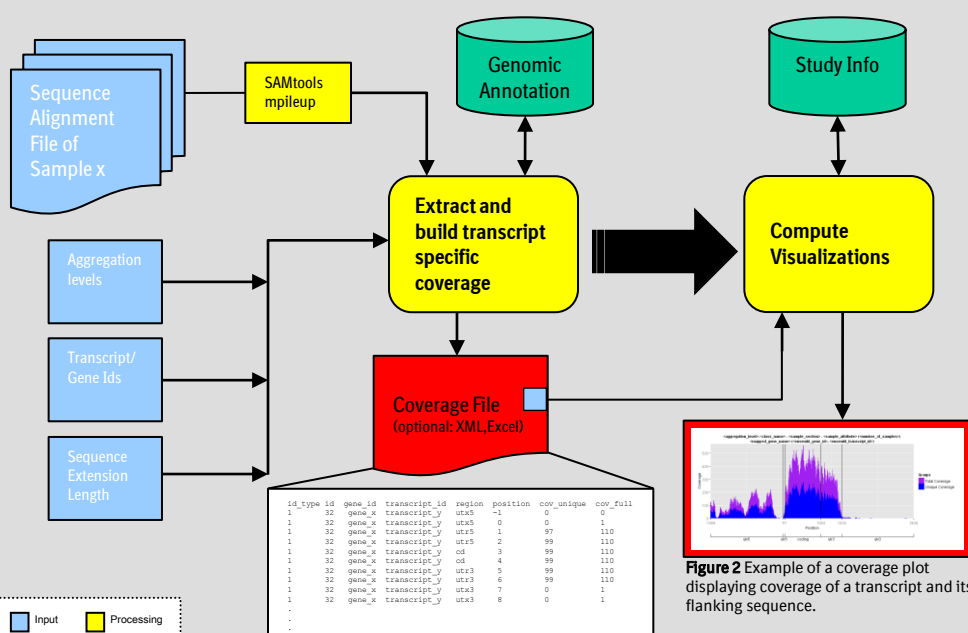 Sequence
Alignment
File of
Sample x
SAMtools
mpileup
Genomic
Annotation
Study Info
Extract and
build transcript
specific
coverage
Compute
Visualizations
Aggregation
levels
Transcript/
Gene Ids
Sequence
Extension
Length
Coverage File
(optional: XML,Excel)
id_type id gene_id transcript_id region position cov_unique cov_full
1 32 gene_x transcript_y utx5 -1 0 0
1 32 gene_x transcript_y utx5 0 0 1
1 32 gene_x transcript_y utr5 1 97 110
1 32 gene_x transcript_y utr5 2 99 110
1 32 gene_x transcript_y cd 3 99 110
1 32 gene_x transcript_y cd 4 99 110
1 32 gene_x transcript_y utr3 5 99 110
1 32 gene_x transcript_y utr3 6 99 110
1 32 gene_x transcript_y utx3 7 0 1
1 32 gene_x transcript_y utx3 8 0 1
.
.
.
Coverage
Position
Total Coverage
Unique Coverage
coding
Figure 2 Example of a coverage plot
displaying coverage of a transcript and its
flanking sequence.
Input
Processing